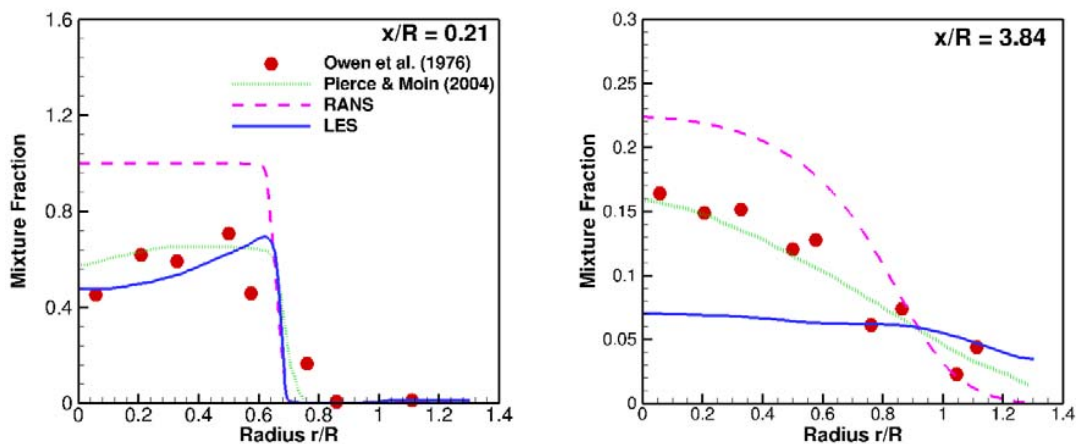 x/R = 0.21
Owen et al. (1976)
Pierce & Moin (2004)
RANS
LES
Mixture Fraction
1.6
1.2
0.8
0.4
0
0 0.2 0.4 0.6 0.8 1 1.2 1.4
Radius r/R
x/R = 3.84
Mixture Fraction
0.3
0.25
0.2
0.15
0.1
0.05
0
0 0.2 0.4 0.6 0.8 1 1.2 1.4
Radius r/R